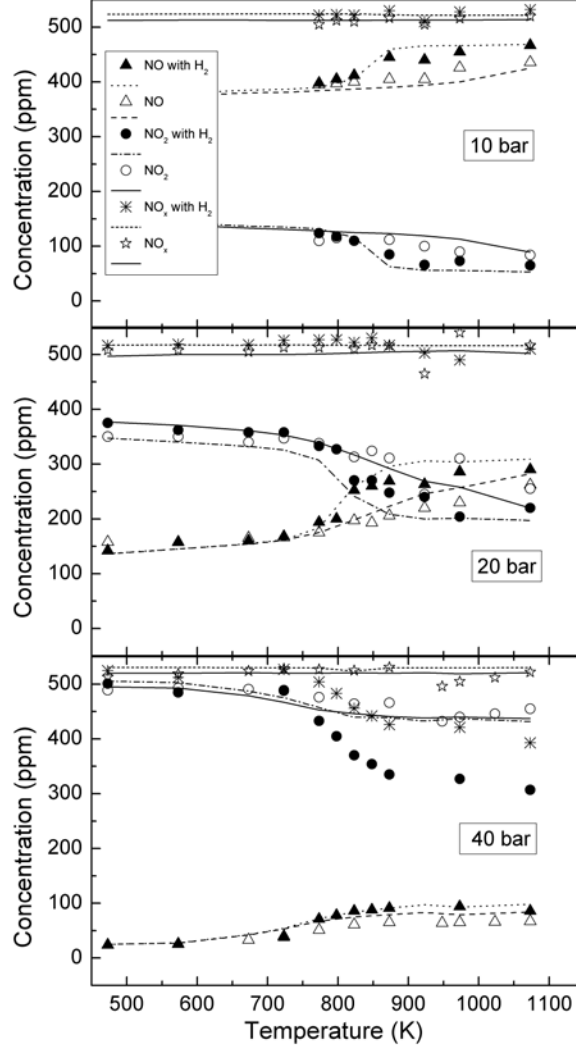 500
400
300
200
100
0
Concentration (ppm)
NO with H2
NO
NO2 with H2
NO2
NOx with H2
NOx
10 bar
500
400
300
200
100
0
Concentration (ppm)
20 bar
500
400
300
200
100
0
Concentration (ppm)
40 bar
500 600 700 800 900 1000 1100
Temperature (K)